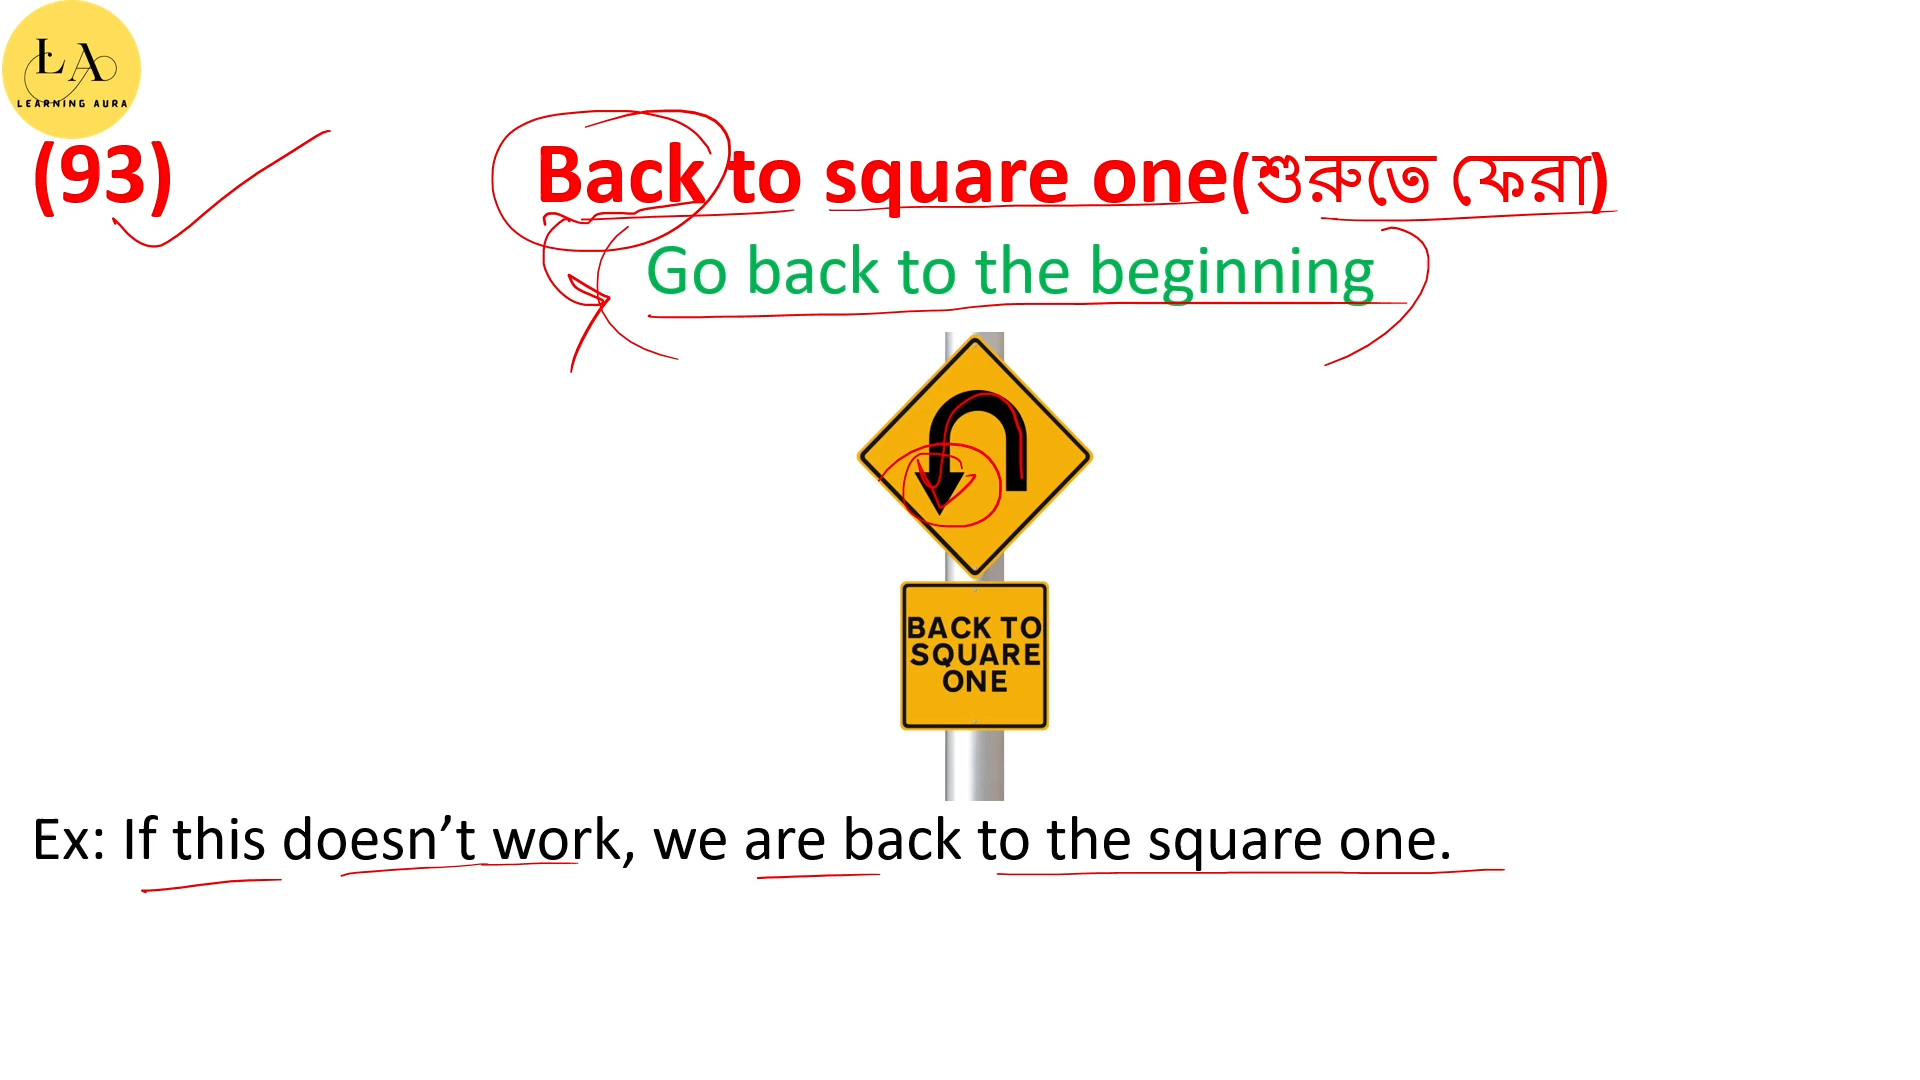 LA
LEARNING AURA
(93) Back to square one(শুরুতে ফেরা)
Go back to the beginning
BACK TO
SQUARE
ONE
Ex: If this doesn’t work, we are back to the square one.